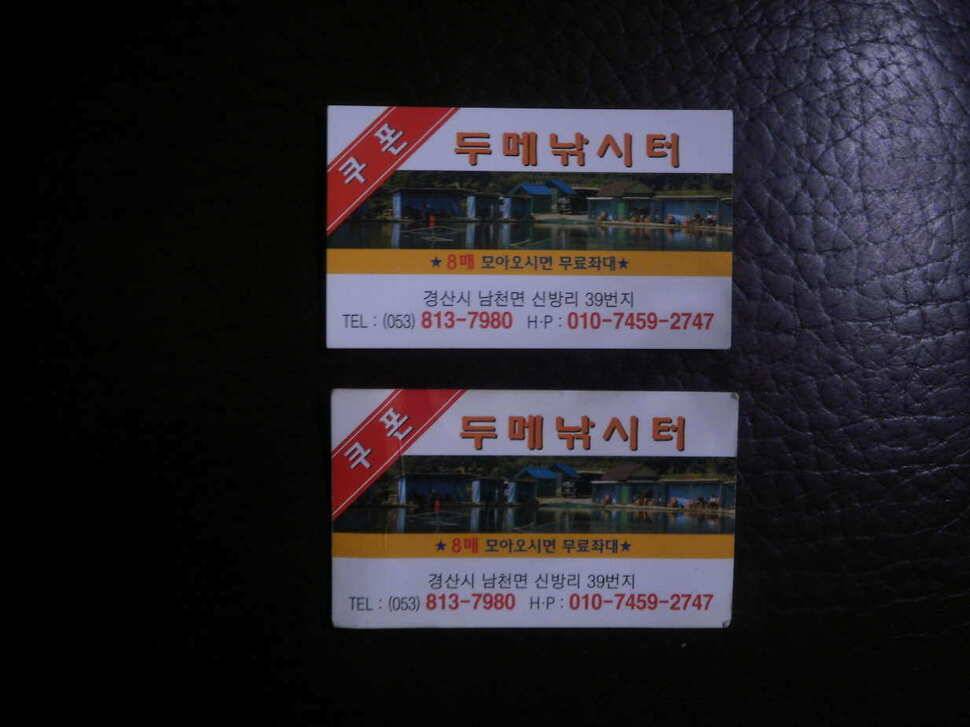 쿠폰
두메낚시터
★8매 모아오시면 무료좌대★
경산시 남천면 신방리 39번지
TEL : (053) 813-7980 H·P : 010-7459-2747
쿠폰
두메낚시터
★8매 모아오시면 무료좌대★
경산시 남천면 신방리 39번지
TEL : (053) 813-7980 H·P : 010-7459-2747